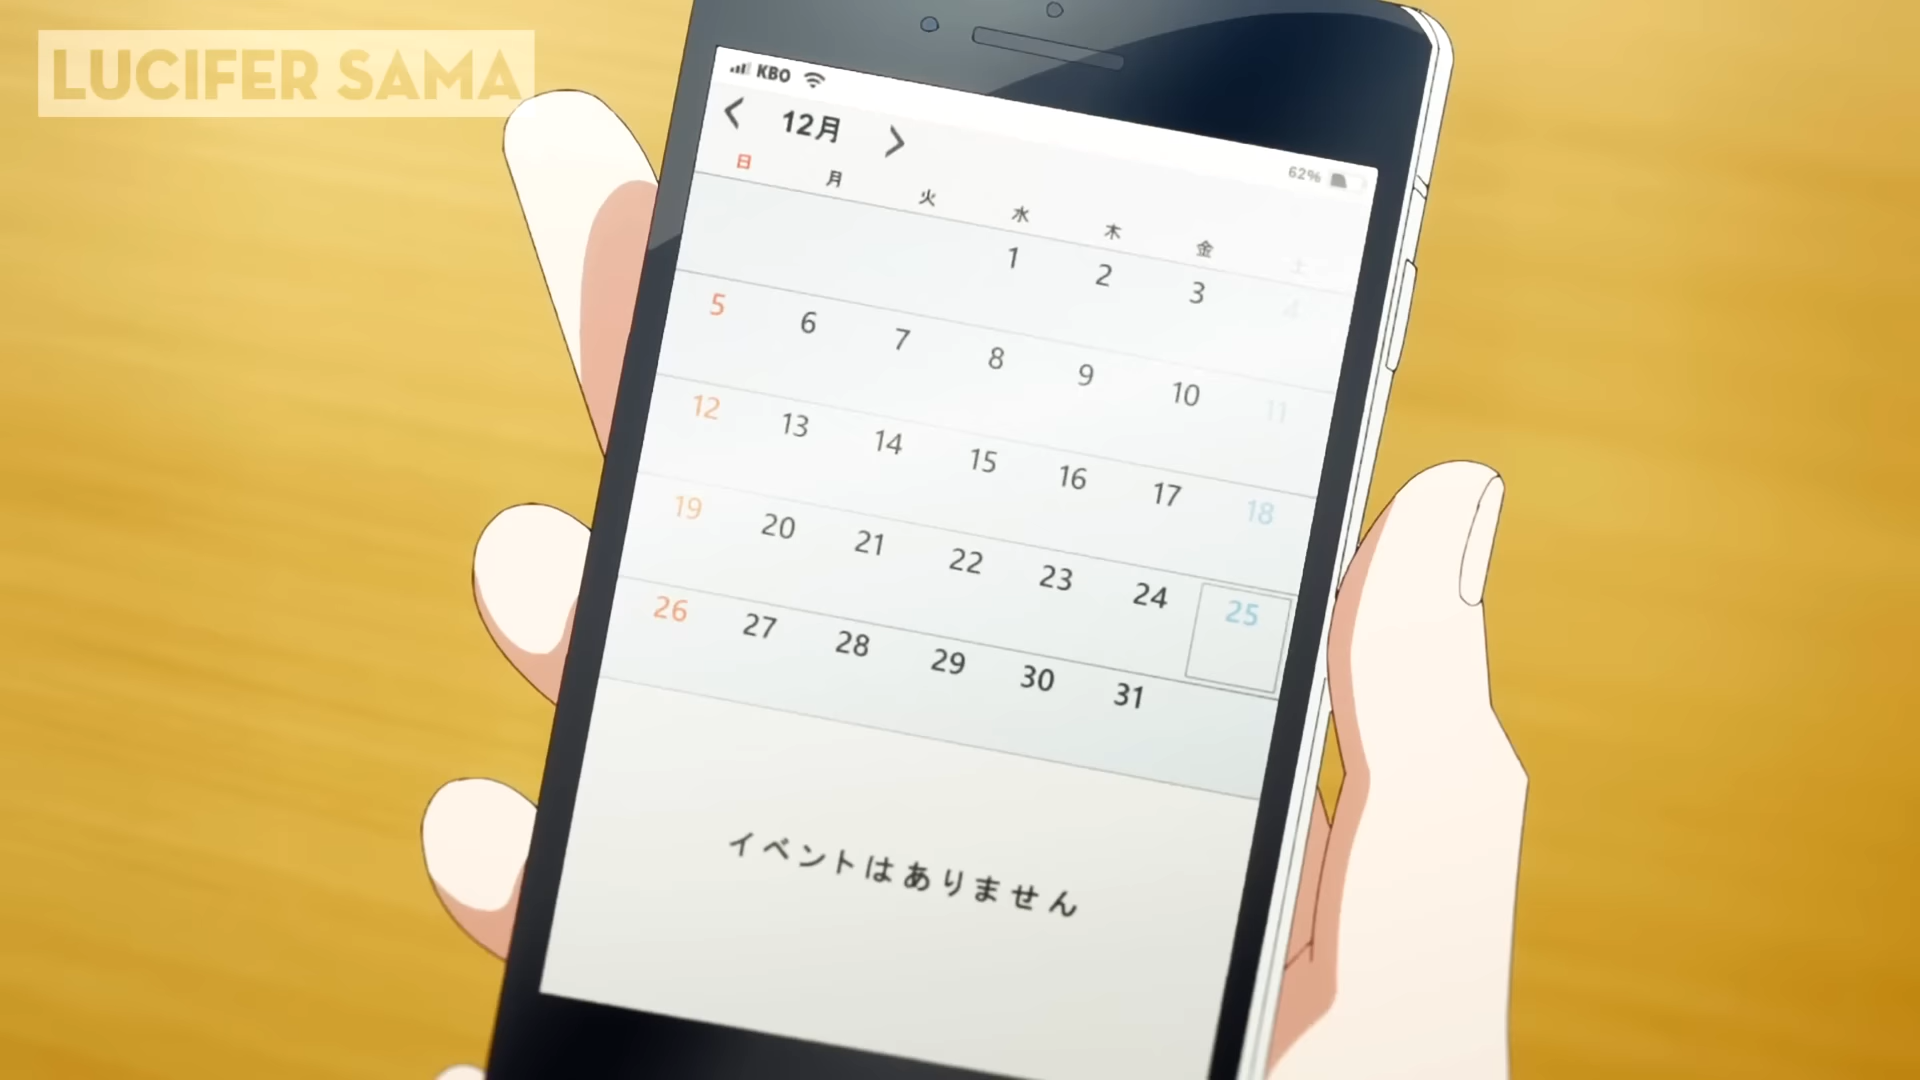 LUCIFER SAMA
KBO
62%
12月
日 月 火 水 木 金 土
1 2 3 4
5 6 7 8 9 10 11
12 13 14 15 16 17 18
19 20 21 22 23 24 25
26 27 28 29 30 31
イベントはありません